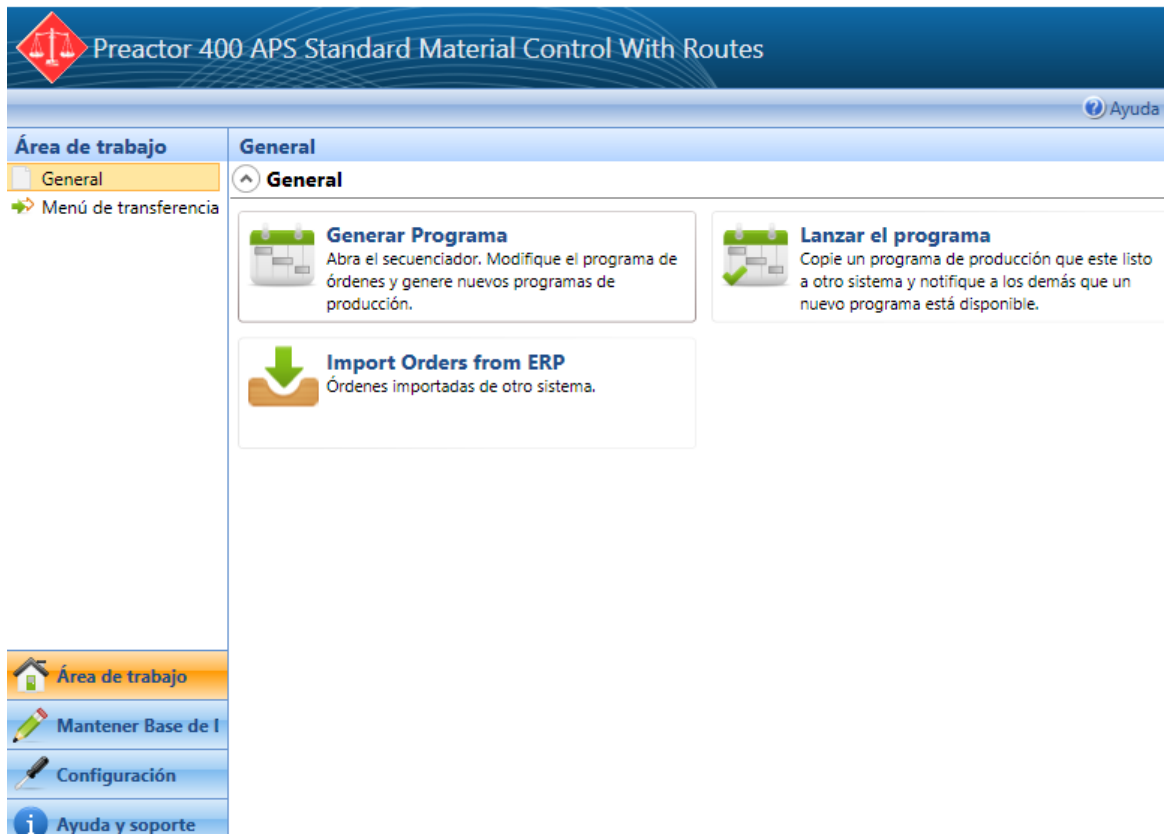 Preactor 400 APS Standard Material Control With Routes
Ayuda
Área de trabajo
General
Menú de transferencia
General
General
Generar Programa
Abra el secuenciador. Modifique el programa de
órdenes y genere nuevos programas de
producción.
Lanzar el programa
Copie un programa de producción que este listo
a otro sistema y notifique a los demás que un
nuevo programa está disponible.
Import Orders from ERP
Órdenes importadas de otro sistema.
Área de trabajo
Mantener Base de
Configuración
Ayuda y soporte